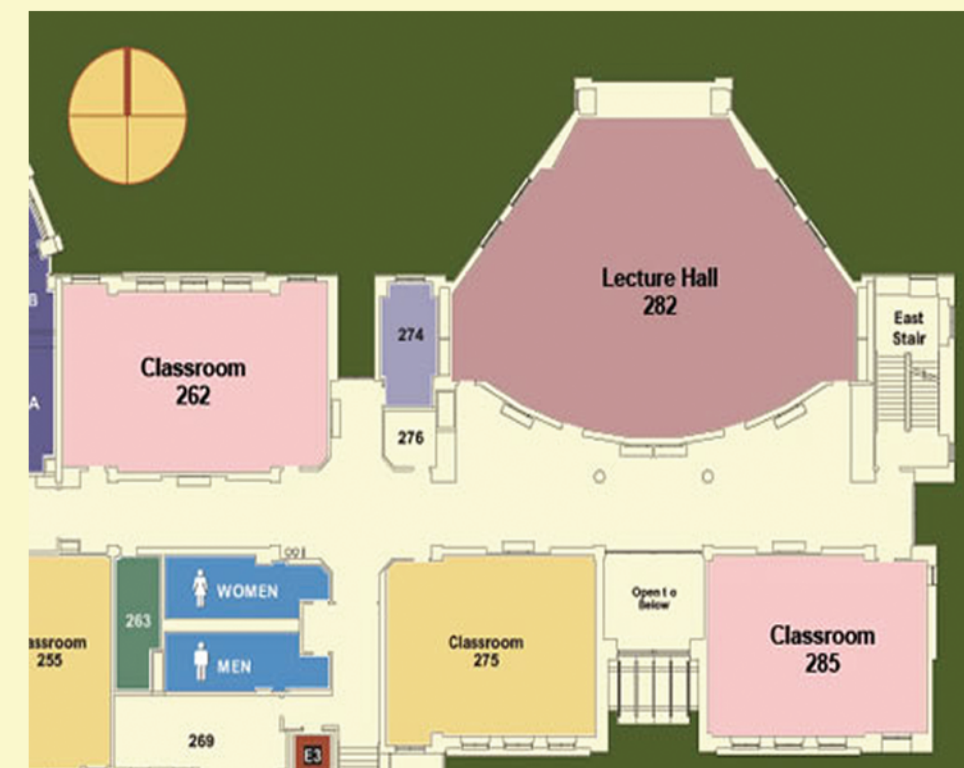 Lecture Hall
282
B
East
Stair
274
Classroom
262
A
276
WOMEN
263
Open t o
Below
Classroom
275
Classroom
285
assroom
255
MEN
269
E3